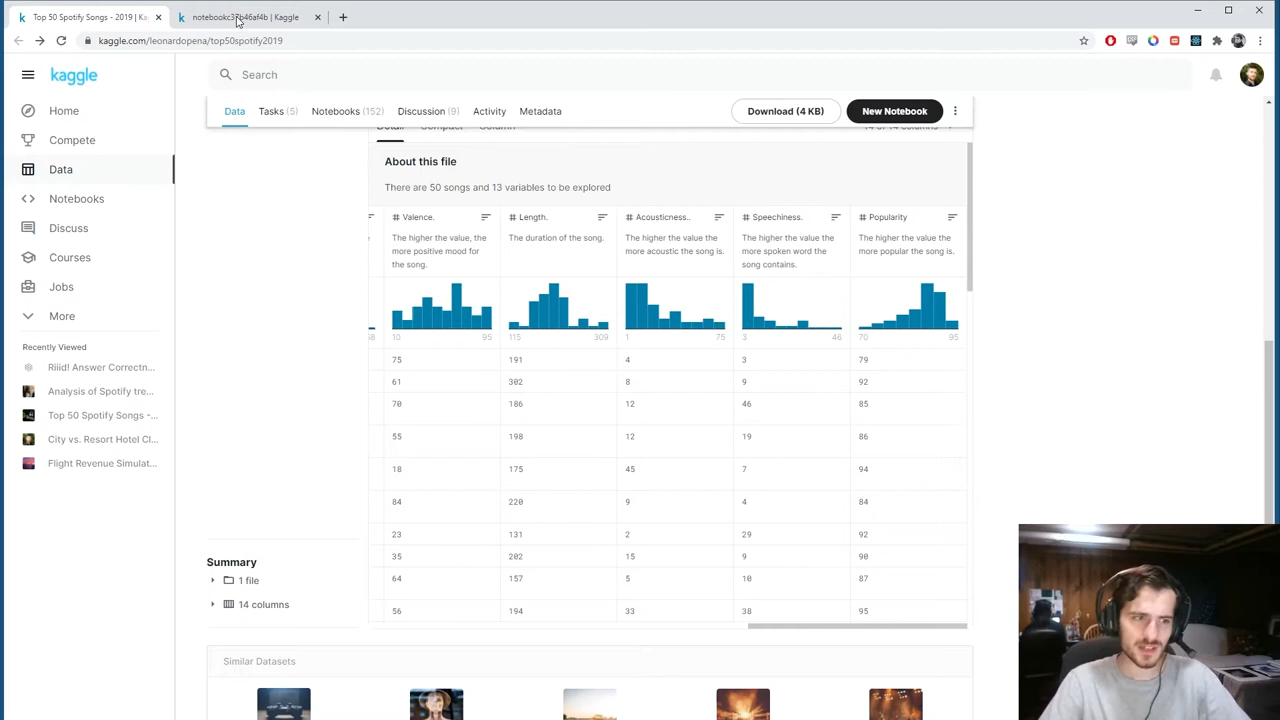 Top 50 Spotify Songs - 2019 | Ka
kaggle.com/leonardopena/top50spotify2019
kaggle
Search
Data
Tasks (5)
Notebooks (152)
Discussion (9)
Activity
Metadata
Download (4 KB)
New Notebook
Home
Compete
Data
Notebooks
Discuss
Courses
Jobs
More
Recently Viewed
Riiid! Answer Correctn...
Analysis of Spotify tre...
Top 50 Spotify Songs -...
City vs. Resort Hotel Cl...
Flight Revenue Simulat...
About this file
There are 50 songs and 13 variables to be explored
# Valence.
The higher the value, the
more positive mood for
the song.
10 95
# Length.
The duration of the song.
115 309
# Acousticness..
The higher the value the
more acoustic the song is.
1 75
# Speechiness.
The higher the value the
more spoken word the
song contains.
3 46
# Popularity
The higher the value the
more popular the song is.
70 95
75 191 4 3 79
61 302 8 9 92
70 186 12 46 85
55 198 12 19 86
18 175 45 7 94
84 220 9 4 84
23 131 2 29 92
35 202 15 9 90
64 157 5 10 87
56 194 33 38 95
Summary
1 file
14 columns
Similar Datasets